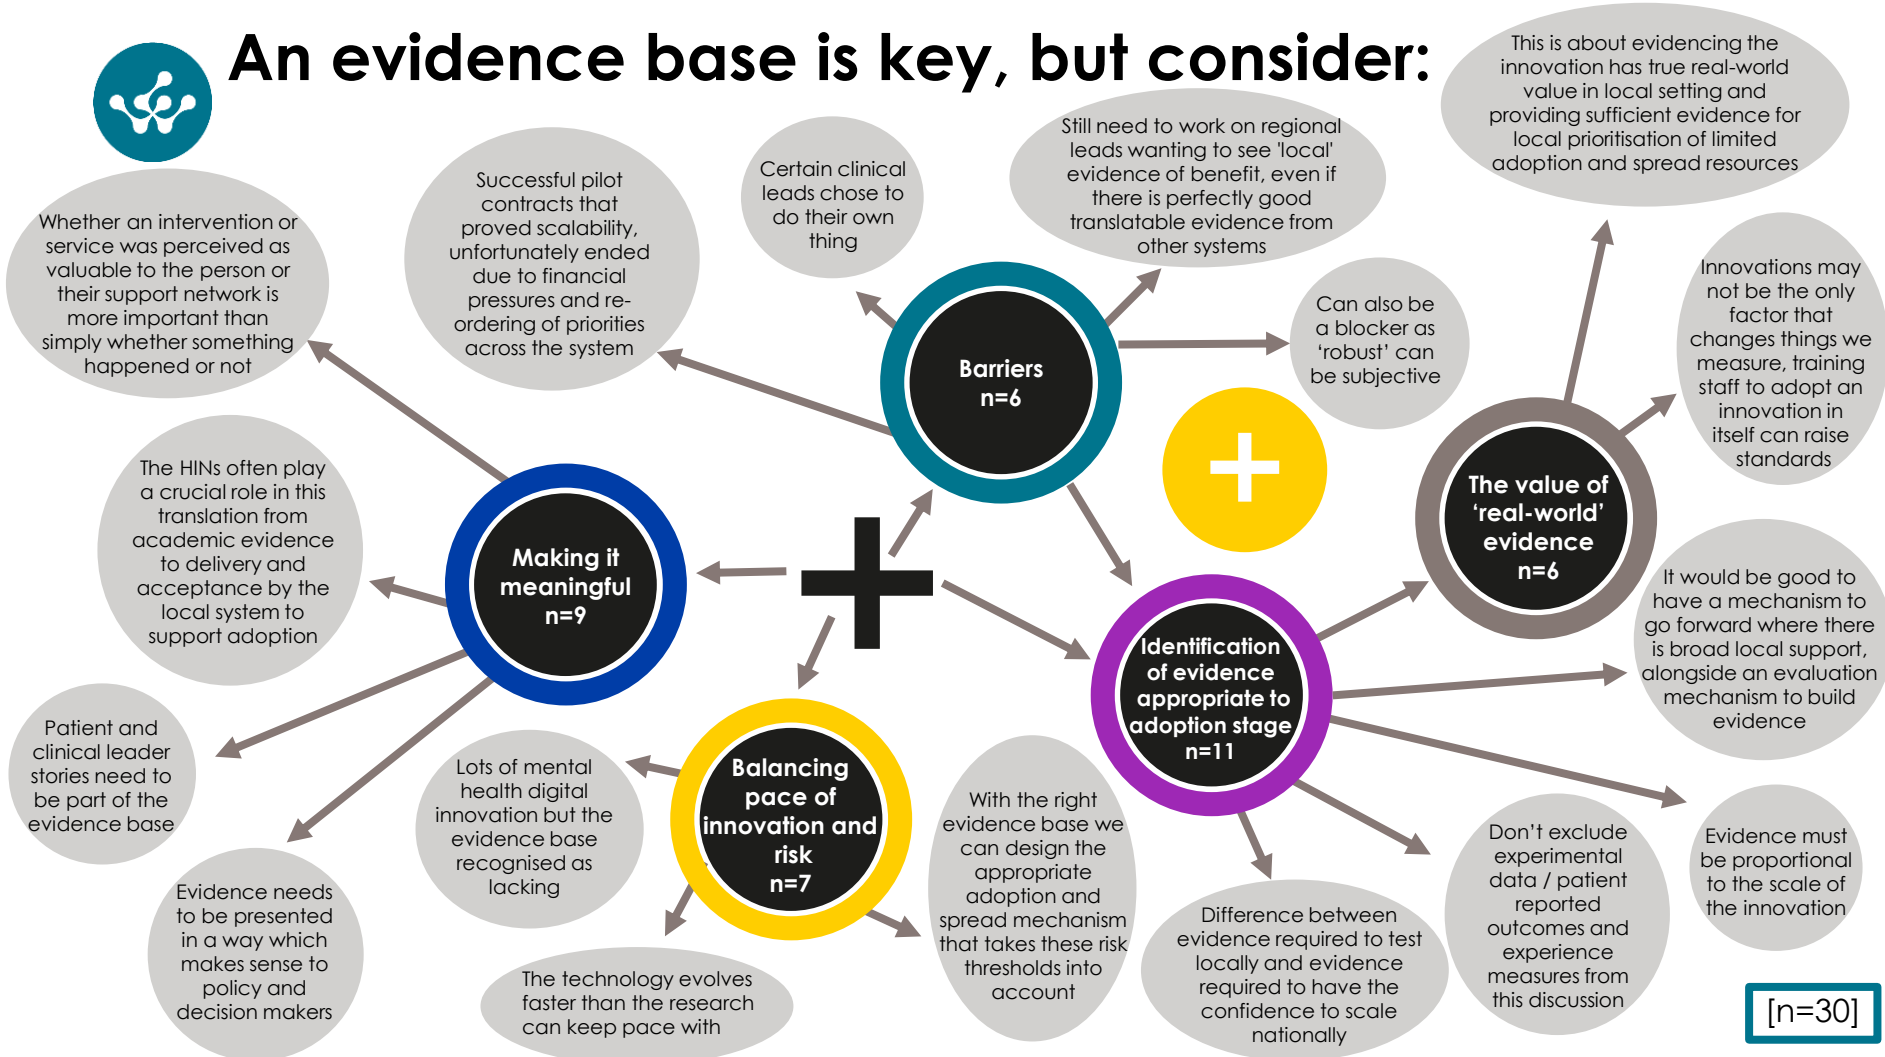 An evidence base is key, but consider:
This is about evidencing the
innovation has true real-world
value in local setting and
providing sufficient evidence for
local prioritisation of limited
adoption and spread resources
Still need to work on regional
leads wanting to see 'local'
evidence of benefit, even if
there is perfectly good
translatable evidence from
other systems
Certain clinical
leads chose to
do their own
thing
Successful pilot
contracts that
proved scalability,
unfortunately ended
due to financial
pressures and re-
ordering of priorities
across the system
Whether an intervention or
service was perceived as
valuable to the person or
their support network is
more important than
simply whether something
happened or not
Innovations may
not be the only
factor that
changes things we
measure, training
staff to adopt an
innovation in
itself can raise
standards
Can also be
a blocker as
‘robust’ can
be subjective
Barriers
n=6
The HINs often play
a crucial role in this
translation from
academic evidence
to delivery and
acceptance by the
local system to
support adoption
The value of
‘real-world’
evidence
n=6
Making it
meaningful
n=9
It would be good to
have a mechanism to
go forward where there
is broad local support,
alongside an evaluation
mechanism to build
evidence
Identification
of evidence
appropriate to
adoption stage
n=11
Patient and
clinical leader
stories need to
be part of the
evidence base
Lots of mental
health digital
innovation but the
evidence base
recognised as
lacking
Balancing
pace of
innovation and
risk
n=7
With the right
evidence base we
can design the
appropriate
adoption and
spread mechanism
that takes these risk
thresholds into
account
Don’t exclude
experimental
data / patient
reported
outcomes and
experience
measures from
this discussion
Evidence must
be proportional
to the scale of
the innovation
Evidence needs
to be presented
in a way which
makes sense to
policy and
decision makers
Difference between
evidence required to test
locally and evidence
required to have the
confidence to scale
nationally
The technology evolves
faster than the research
can keep pace with
[n=30]